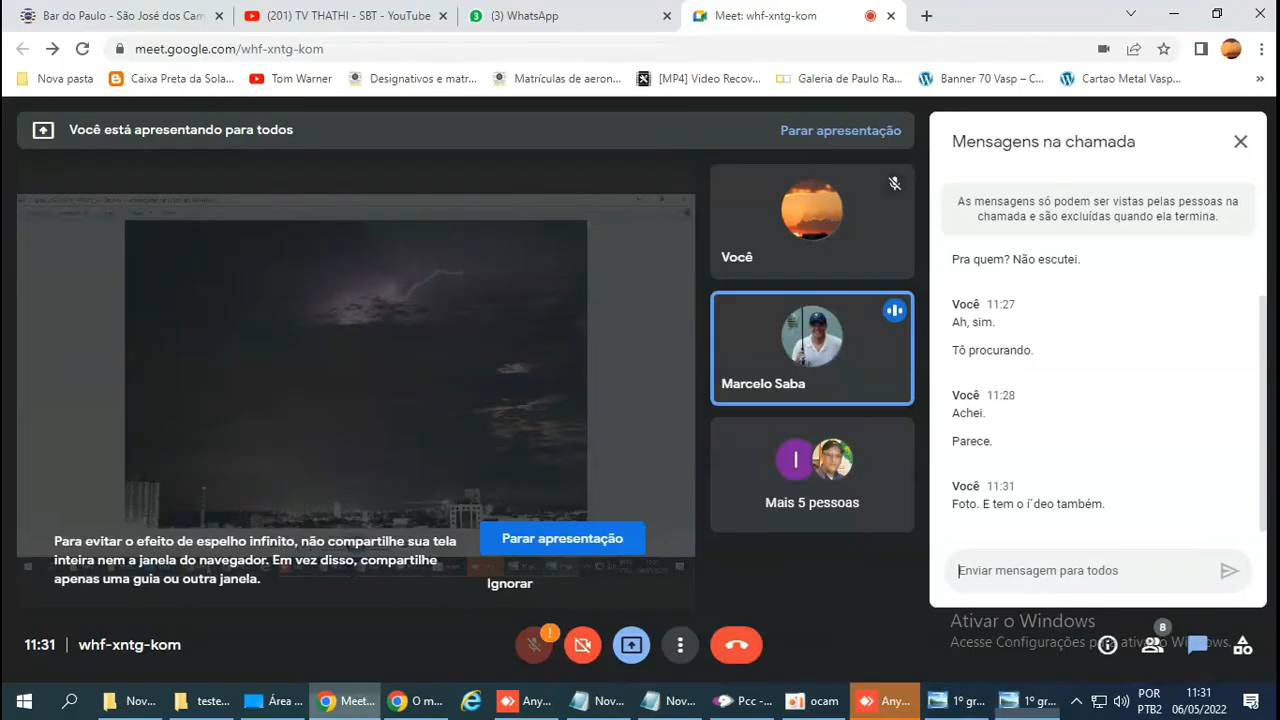 Bar do Paulo - São José dos Cam
(201) TV THATHI - SBT - YouTube
(3) WhatsApp
Meet: whf-xntg-kom
meet.google.com/whf-xntg-kom
Nova pasta
Caixa Preta da Sola...
Tom Warner
Designativos e matr...
Matrículas de aeron...
[MP4] Video Recov...
Galeria de Paulo Ra...
Banner 70 Vasp – C...
Cartao Metal Vasp...
»
Você está apresentando para todos
Parar apresentação
Mensagens na chamada
As mensagens só podem ser vistas pelas pessoas na
chamada e são excluídas quando ela termina.
Pra quem? Não escutei.
Você 11:27
Ah, sim.
Tô procurando.
Você 11:28
Achei.
Parece.
Você 11:31
Foto. E tem o í´deo também.
Enviar mensagem para todos
Você
Marcelo Saba
I
Mais 5 pessoas
Para evitar o efeito de espelho infinito, não compartilhe sua tela
inteira nem a janela do navegador. Em vez disso, compartilhe
apenas uma guia ou outra janela.
Parar apresentação
Ignorar
11:31 | whf-xntg-kom
!
8
Ativar o Windows
Acesse Configurações para ativar o Windows.
Nov...
teste...
Área ...
Meet...
O m...
Any...
Nov...
Nov...
Pcc -...
ocam
Any...
1º gr...
1º gr...
POR
PTB2
11:31
06/05/2022